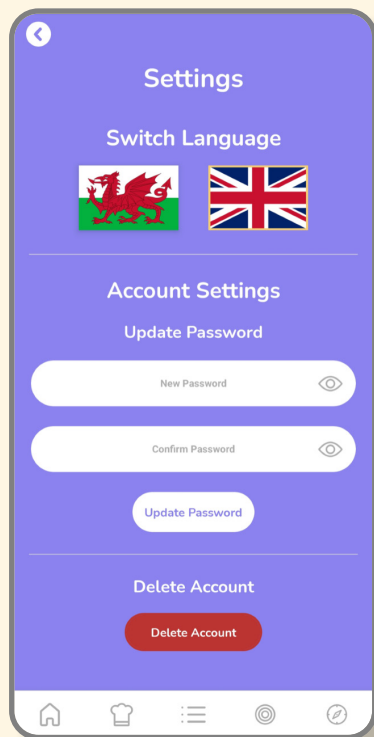 Settings
Switch Language
Account Settings
Update Password
New Password
Confirm Password
Update Password
Delete Account
Delete Account